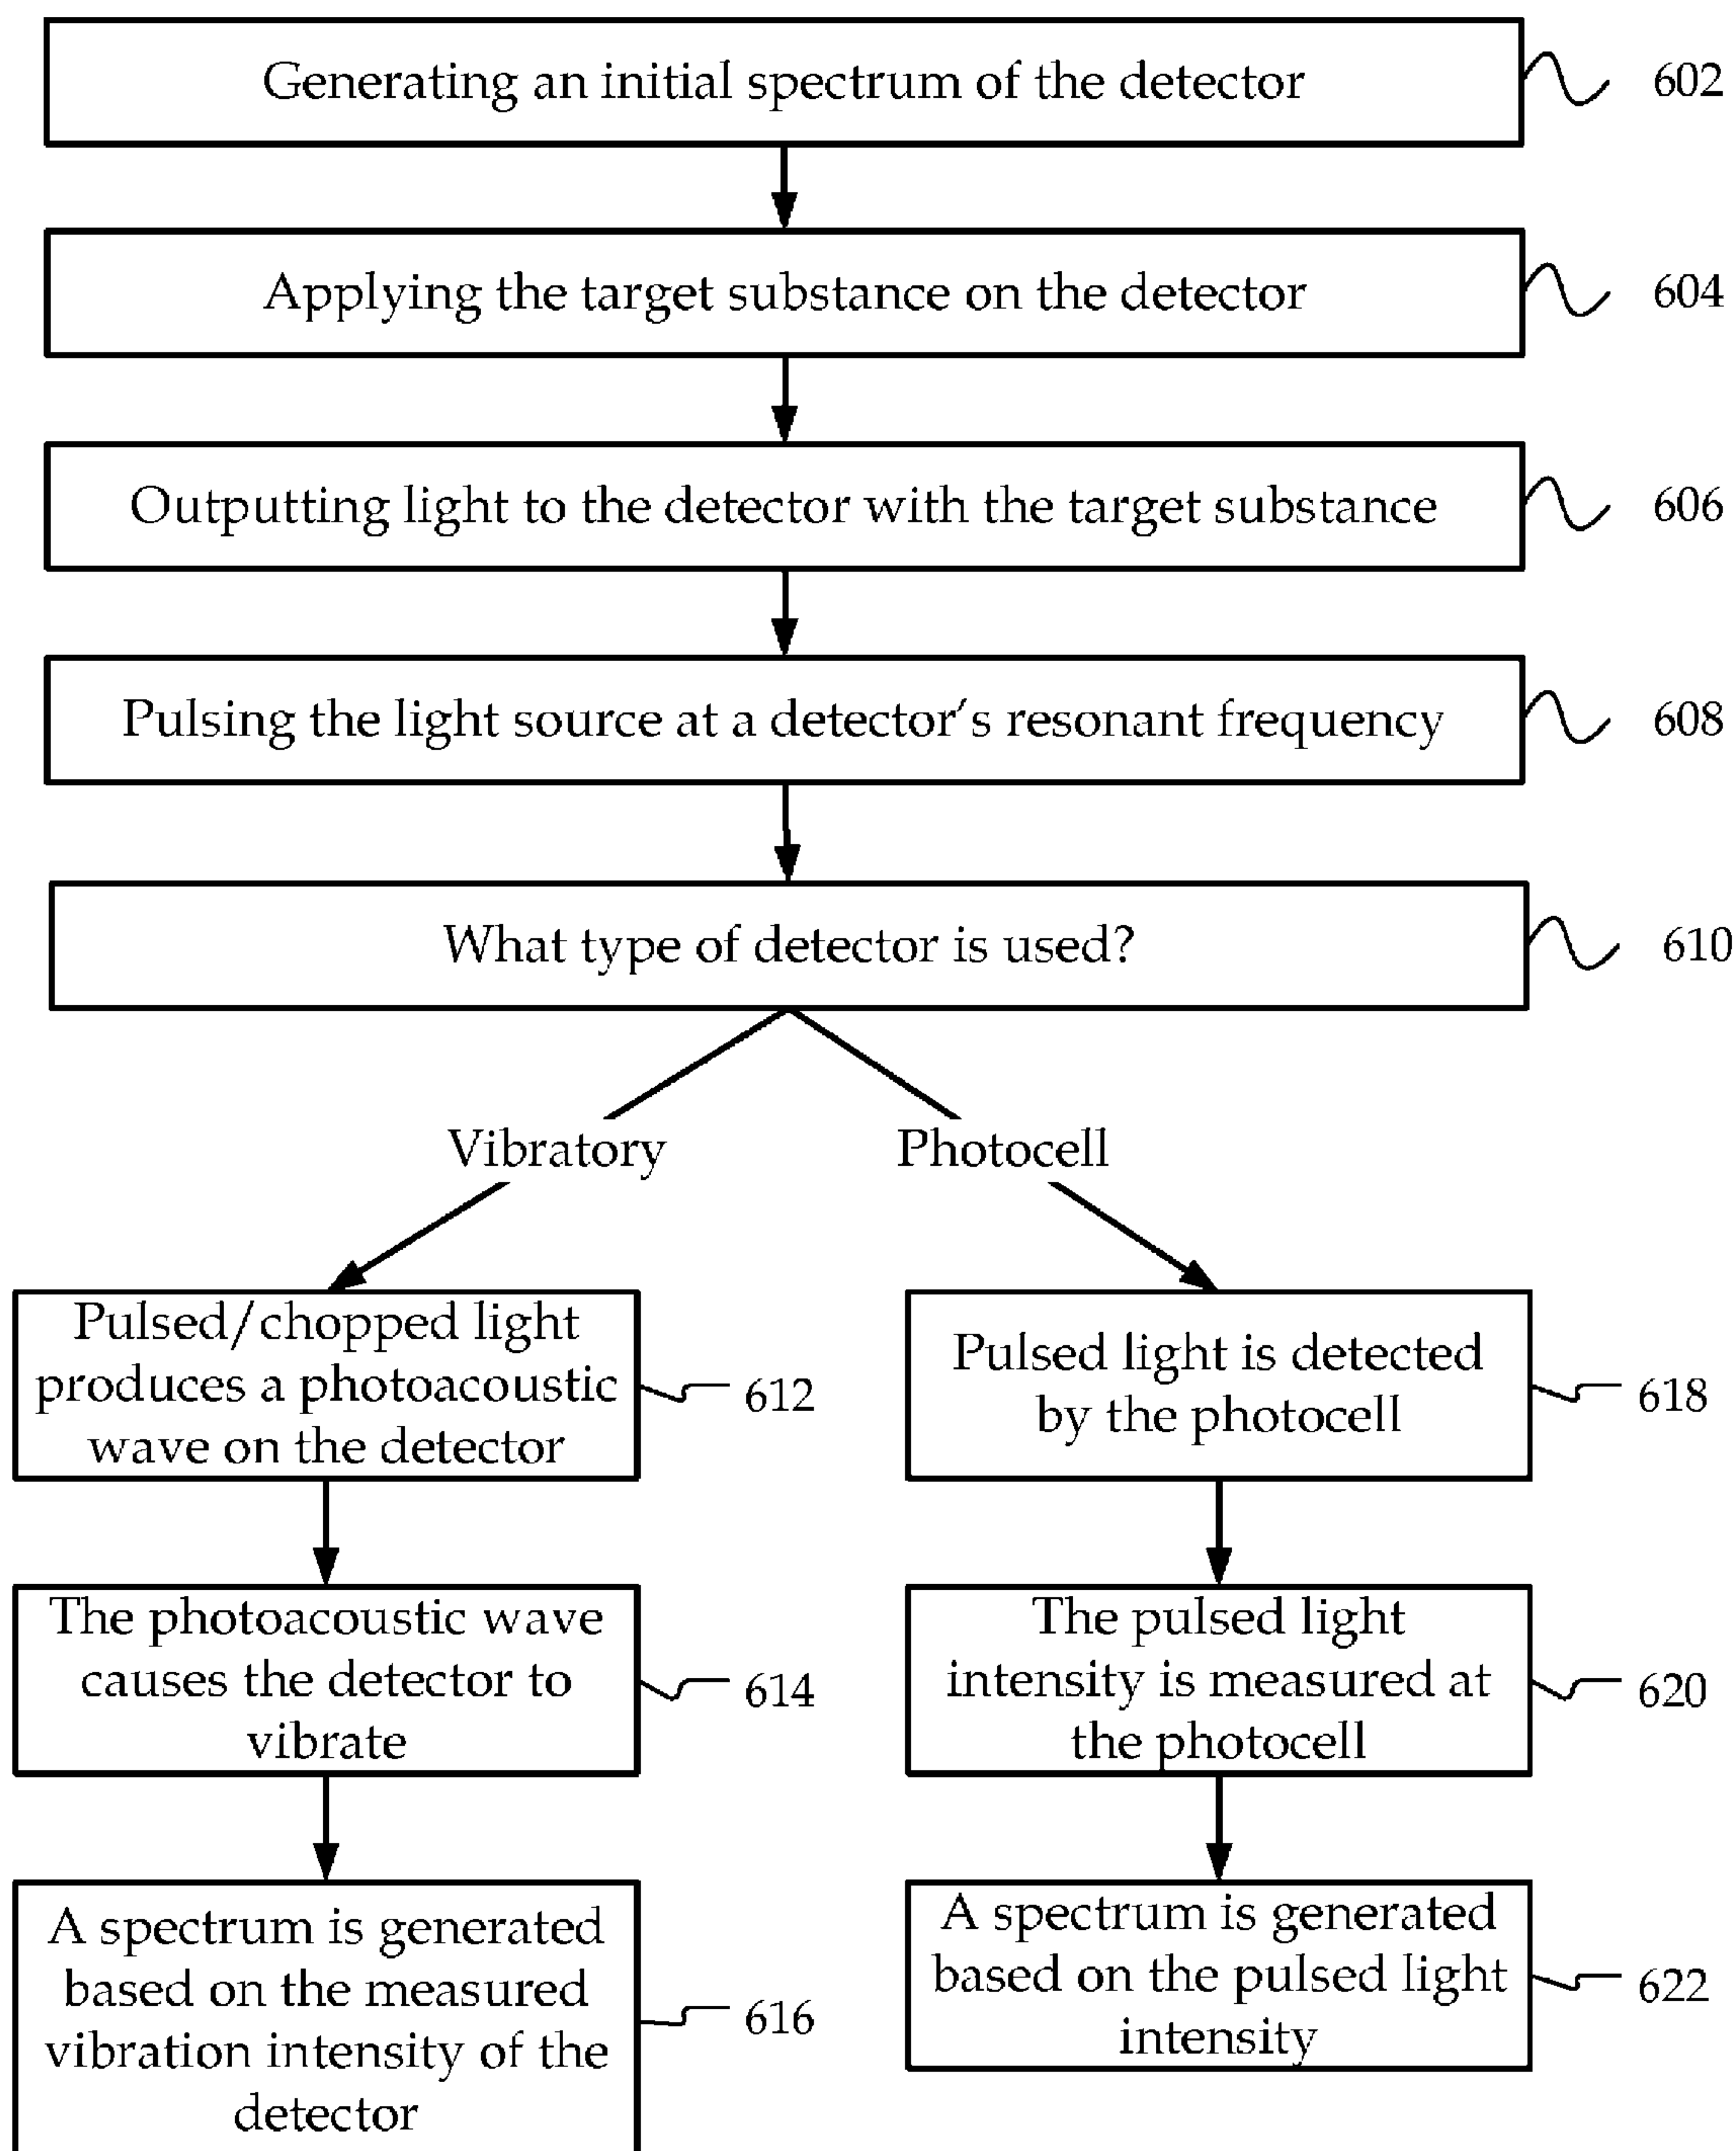 Generating an initial spectrum of the detector
602
Applying the target substance on the detector
604
Outputting light to the detector with the target substance
606
Pulsing the light source at a detector's resonant frequency
608
What type of detector is used?
610
Vibratory
Photocell
Pulsed/chopped light
produces a photoacoustic
wave on the detector
612
Pulsed light is detected
by the photocell
618
The photoacoustic wave
causes the detector to
vibrate
614
The pulsed light
intensity is measured at
the photocell
620
A spectrum is generated
based on the measured
vibration intensity of the
detector
616
A spectrum is generated
based on the pulsed light
intensity
622